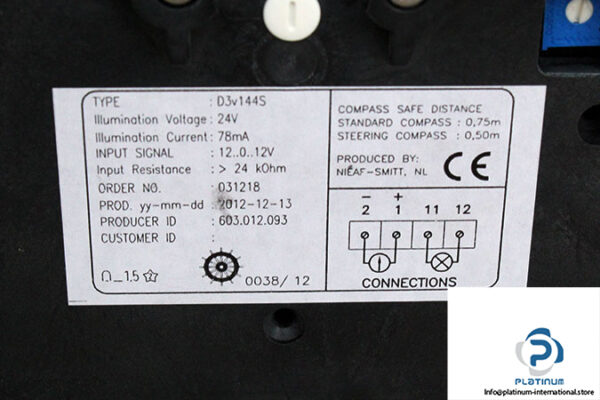 TYPE : D3v144S
Illumination Voltage : 24V
Illumination Current : 78mA
INPUT SIGNAL : 12..0..12V
Input Resistance : > 24 kOhm
ORDER NO. : 031218
PROD. yy-mm-dd : 2012-12-13
PRODUCER ID : 603.012.093
CUSTOMER ID :
1.5
0038/ 12
COMPASS SAFE DISTANCE
STANDARD COMPASS : 0,75m
STEERING COMPASS : 0,50m
PRODUCED BY:
NIEAF-SMITT, NL
CE
− +
2 1 11 12
CONNECTIONS
PLATINUM
info@platinum-international.store